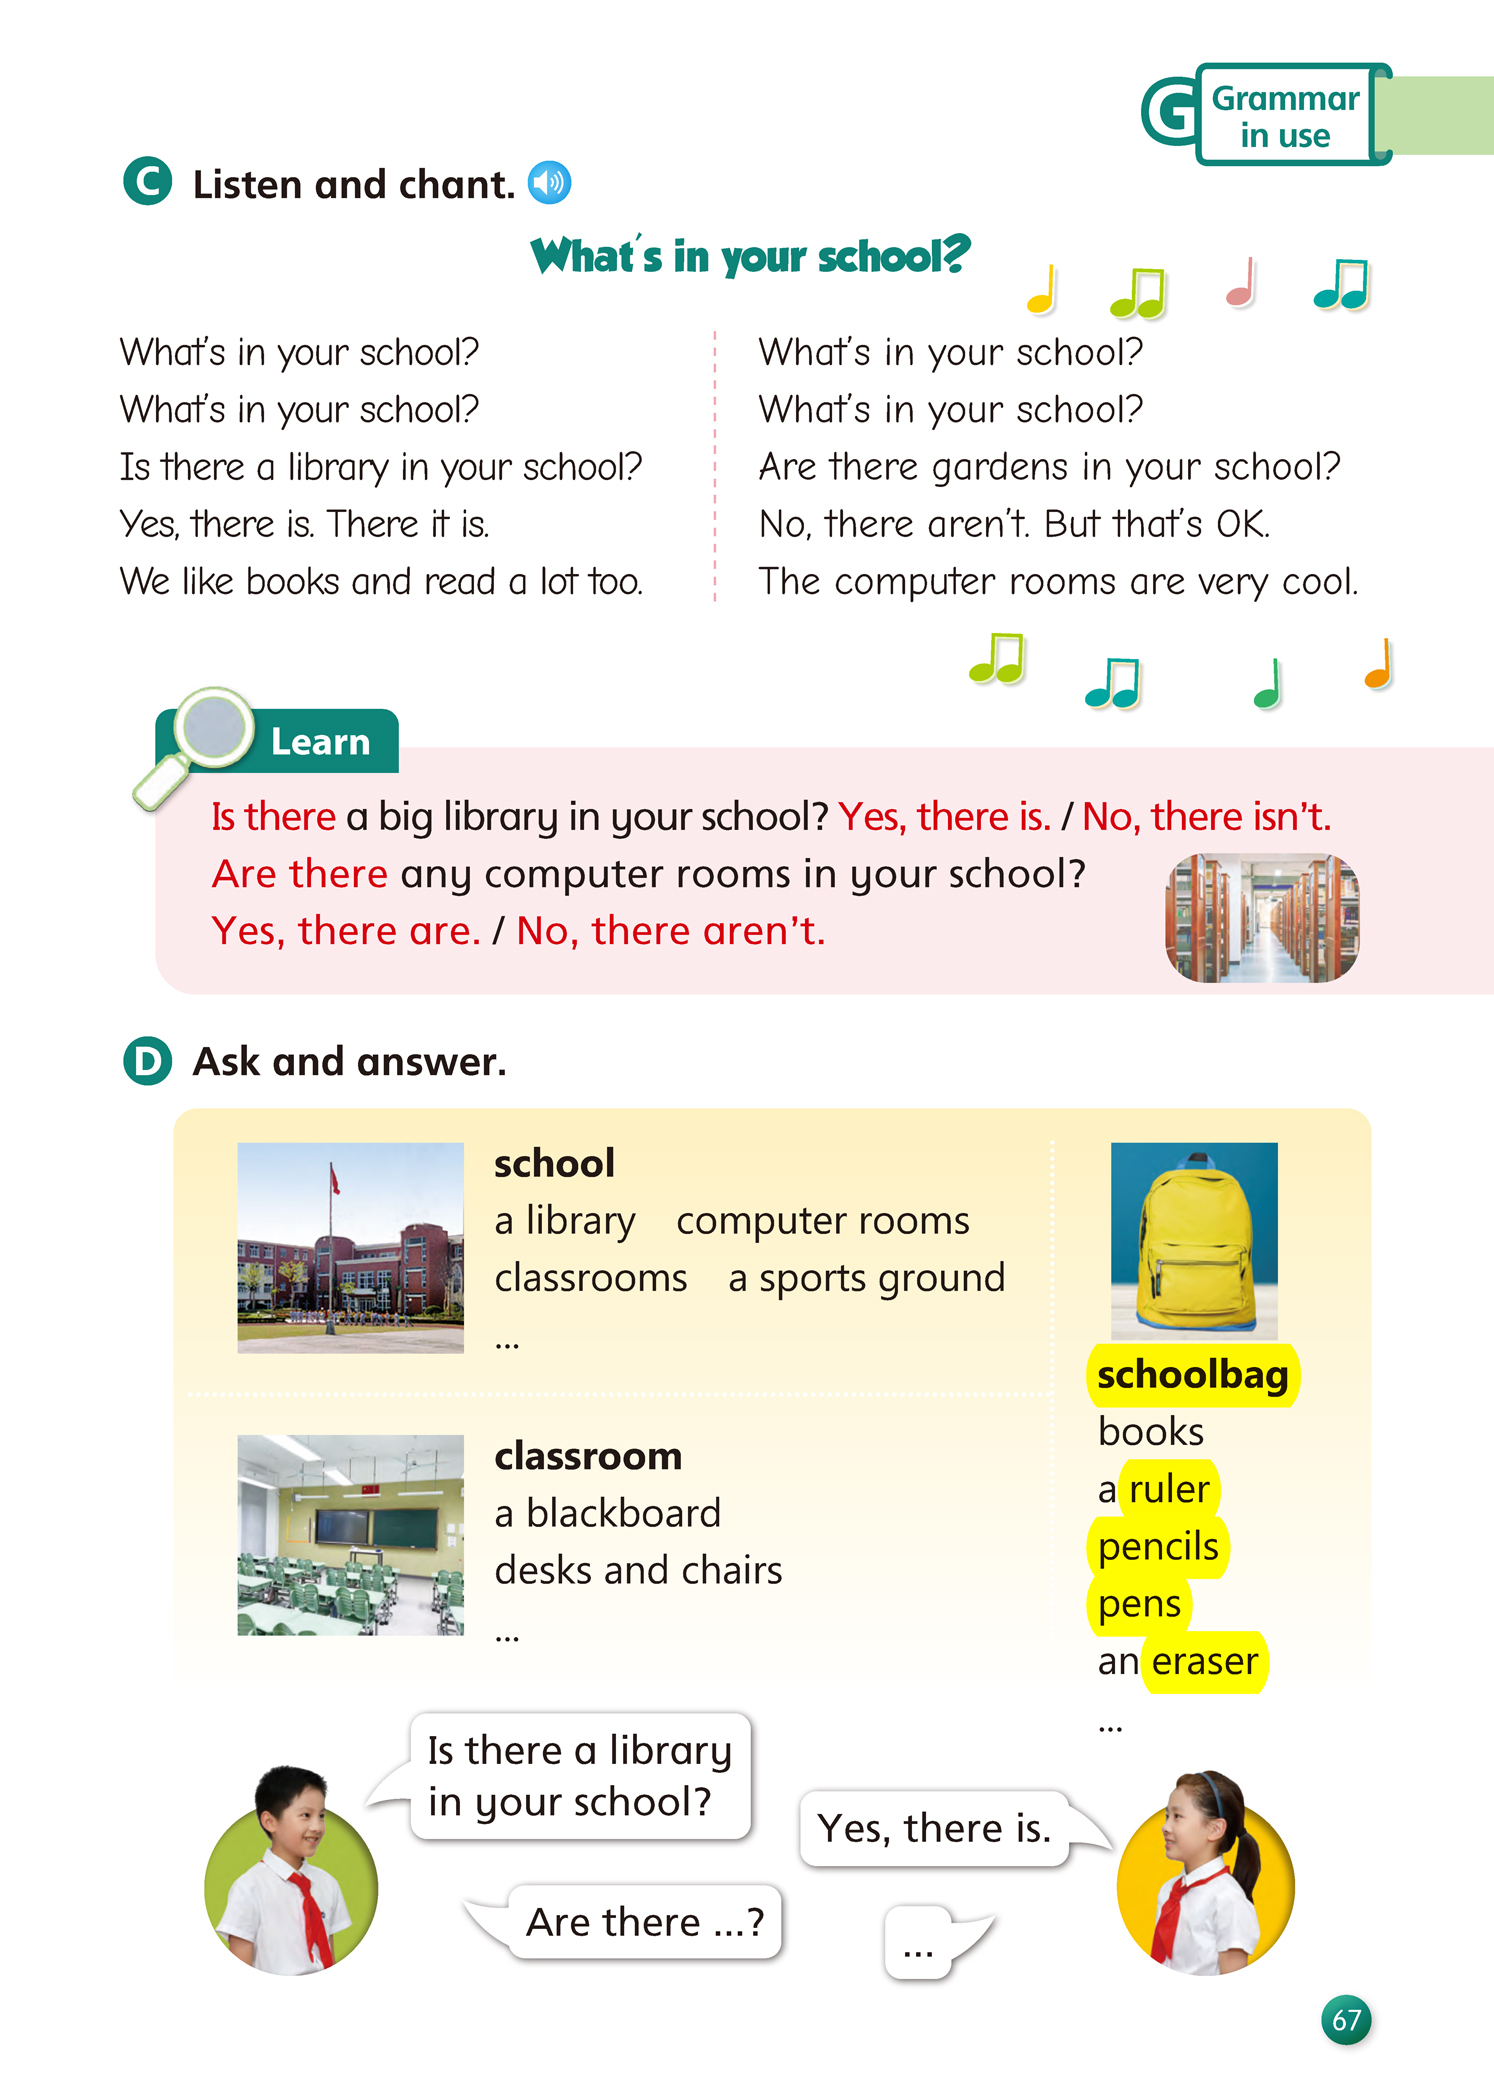 G
Grammar
in use
C Listen and chant.
What's in your school?
What's in your school?
What's in your school?
Is there a library in your school?
Yes, there is. There it is.
We like books and read a lot too.
What's in your school?
What's in your school?
Are there gardens in your school?
No, there aren't. But that's OK.
The computer rooms are very cool.
Learn
Is there a big library in your school? Yes, there is. / No, there isn't.
Are there any computer rooms in your school?
Yes, there are. / No, there aren't.
D Ask and answer.
school
a library computer rooms
classrooms a sports ground
...
classroom
a blackboard
desks and chairs
...
schoolbag
books
a ruler
pencils
pens
an eraser
...
Is there a library
in your school?
Yes, there is.
Are there ...?
...
67